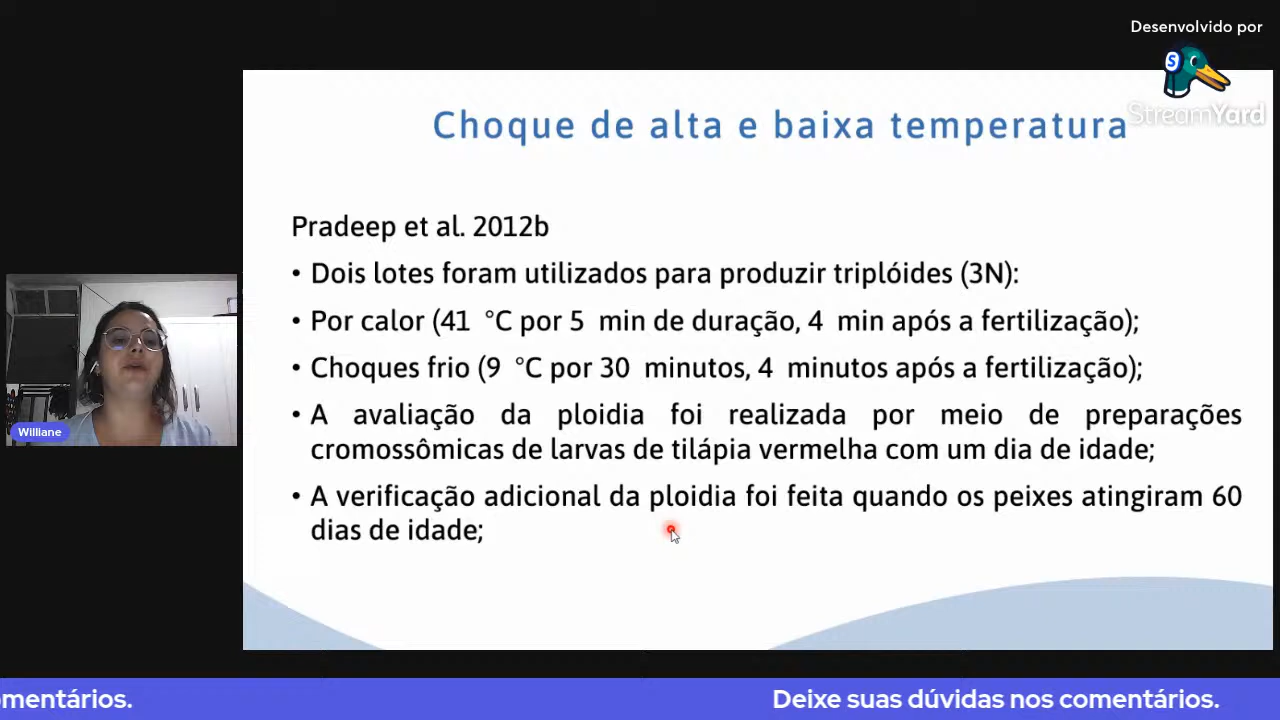 Desenvolvido por
StreamYard
Choque de alta e baixa temperatura
Pradeep et al. 2012b
• Dois lotes foram utilizados para produzir triplóides (3N):
• Por calor (41 °C por 5 min de duração, 4 min após a fertilização);
• Choques frio (9 °C por 30 minutos, 4 minutos após a fertilização);
• A avaliação da ploidia foi realizada por meio de preparações
cromossômicas de larvas de tilápia vermelha com um dia de idade;
• A verificação adicional da ploidia foi feita quando os peixes atingiram 60
dias de idade;
Williane
omentários.
Deixe suas dúvidas nos comentários.